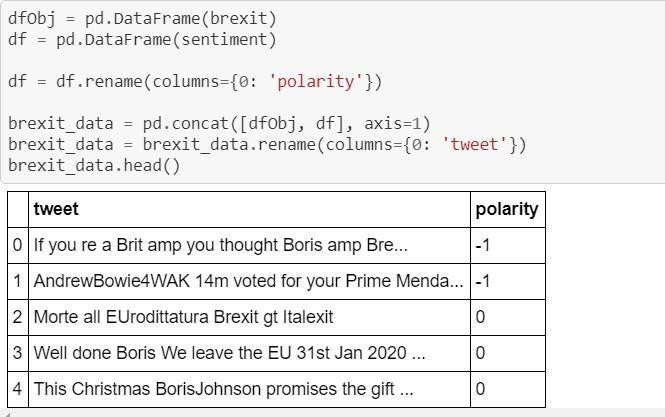 dfObj = pd.DataFrame(brexit)
df = pd.DataFrame(sentiment)
df = df.rename(columns={0: 'polarity'})
brexit_data = pd.concat([dfObj, df], axis=1)
brexit_data = brexit_data.rename(columns={0: 'tweet'})
brexit_data.head()
tweet polarity
0 If you re a Brit amp you thought Boris amp Bre... -1
1 AndrewBowie4WAK 14m voted for your Prime Menda... -1
2 Morte all EUrodittatura Brexit gt Italexit 0
3 Well done Boris We leave the EU 31st Jan 2020 ... 0
4 This Christmas BorisJohnson promises the gift ... 0